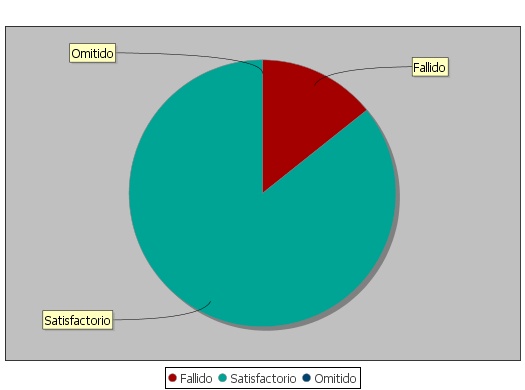 Omitido
Fallido
Satisfactorio
Fallido Satisfactorio Omitido